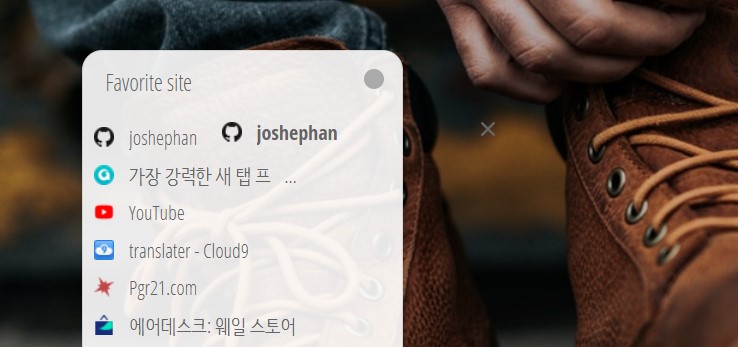 Favorite site
joshephan joshephan
가장 강력한 새 탭 프 ...
YouTube
translater - Cloud9
Pgr21.com
에어데스크: 웨일 스토어